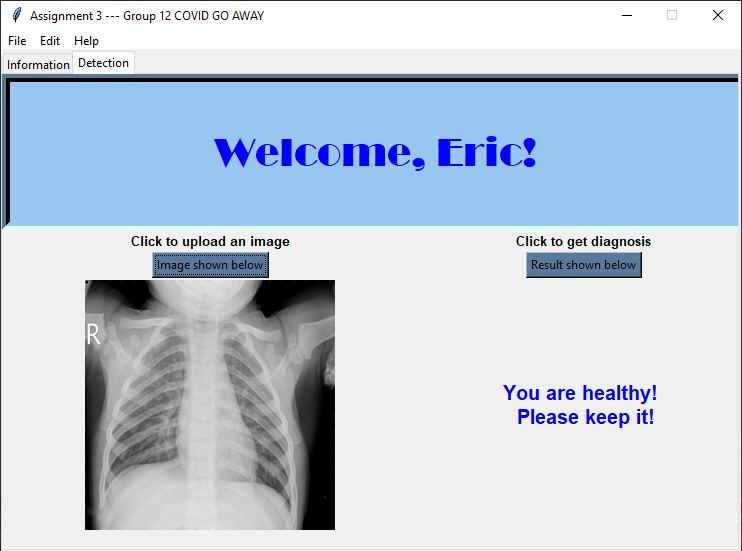 Assignment 3 --- Group 12 COVID GO AWAY
File Edit Help
Information Detection
Welcome, Eric!
Click to upload an image
Image shown below
R
Click to get diagnosis
Result shown below
You are healthy!
Please keep it!